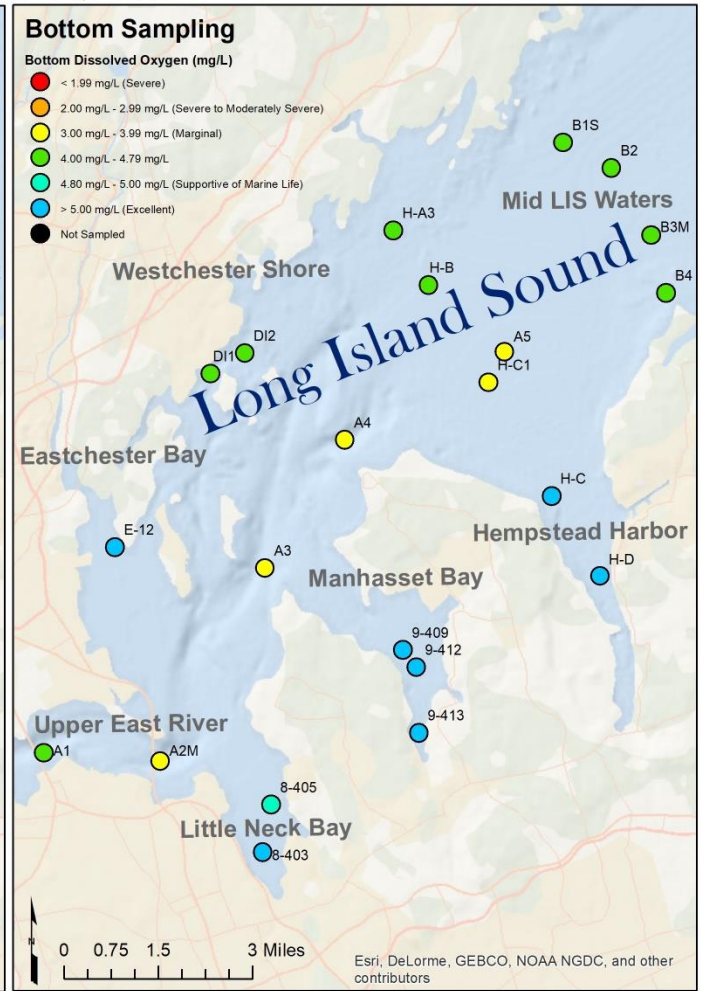 Bottom Sampling
Bottom Dissolved Oxygen (mg/L)
< 1.99 mg/L (Severe)
2.00 mg/L - 2.99 mg/L (Severe to Moderately Severe)
3.00 mg/L - 3.99 mg/L (Marginal)
4.00 mg/L - 4.79 mg/L
4.80 mg/L - 5.00 mg/L (Supportive of Marine Life)
> 5.00 mg/L (Excellent)
Not Sampled
B1S
B2
Mid LIS Waters
H-A3
B3M
Westchester Shore
H-B
B4
Long Island Sound
DI2
DI1
A5
H-C1
A4
Eastchester Bay
H-C
E-12
Hempstead Harbor
A3
H-D
Manhasset Bay
9-409
9-412
9-413
Upper East River
A1
A2M
8-405
Little Neck Bay
8-403
N
0 0.75 1.5 3 Miles
Esri, DeLorme, GEBCO, NOAA NGDC, and other
contributors